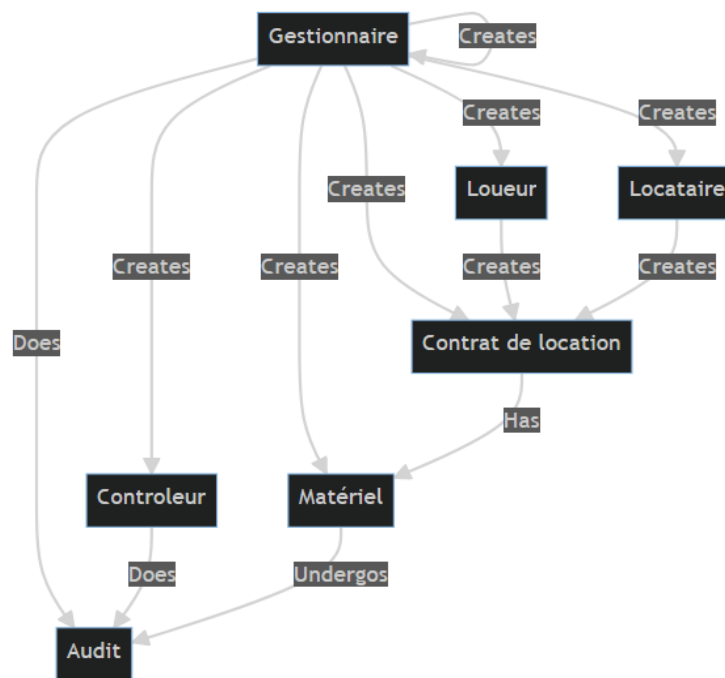 Gestionnaire
Creates
Creates
Creates
Loueur
Locataire
Creates
Creates
Creates
Creates
Creates
Does
Contrat de location
Has
Controleur
Matériel
Does
Undergos
Audit